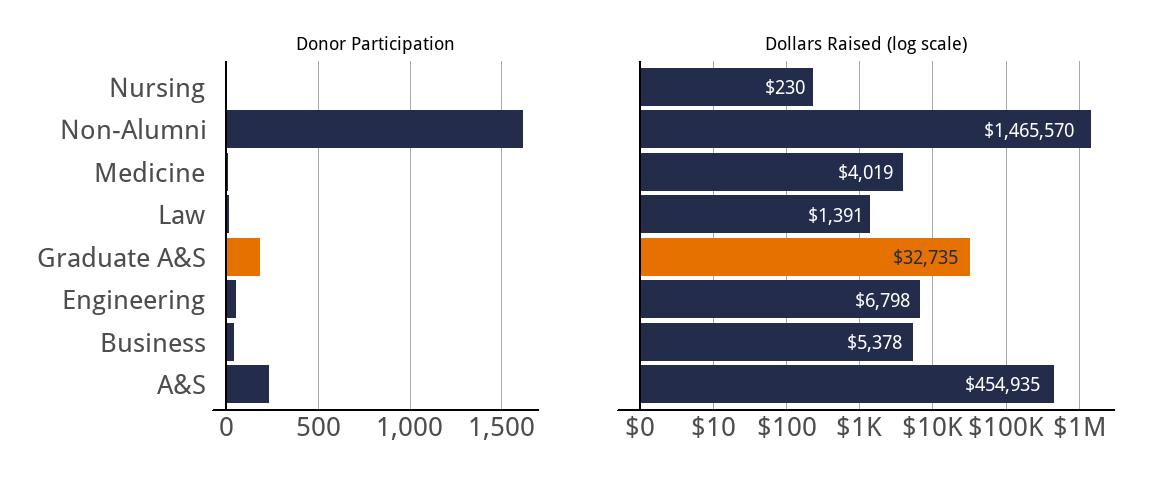 Donor Participation
Dollars Raised (log scale)
Nursing
$230
Non-Alumni
$1,465,570
Medicine
$4,019
Law
$1,391
Graduate A&S
$32,735
Engineering
$6,798
Business
$5,378
A&S
$454,935
0 500 1,000 1,500
$0 $10 $100 $1K $10K $100K $1M